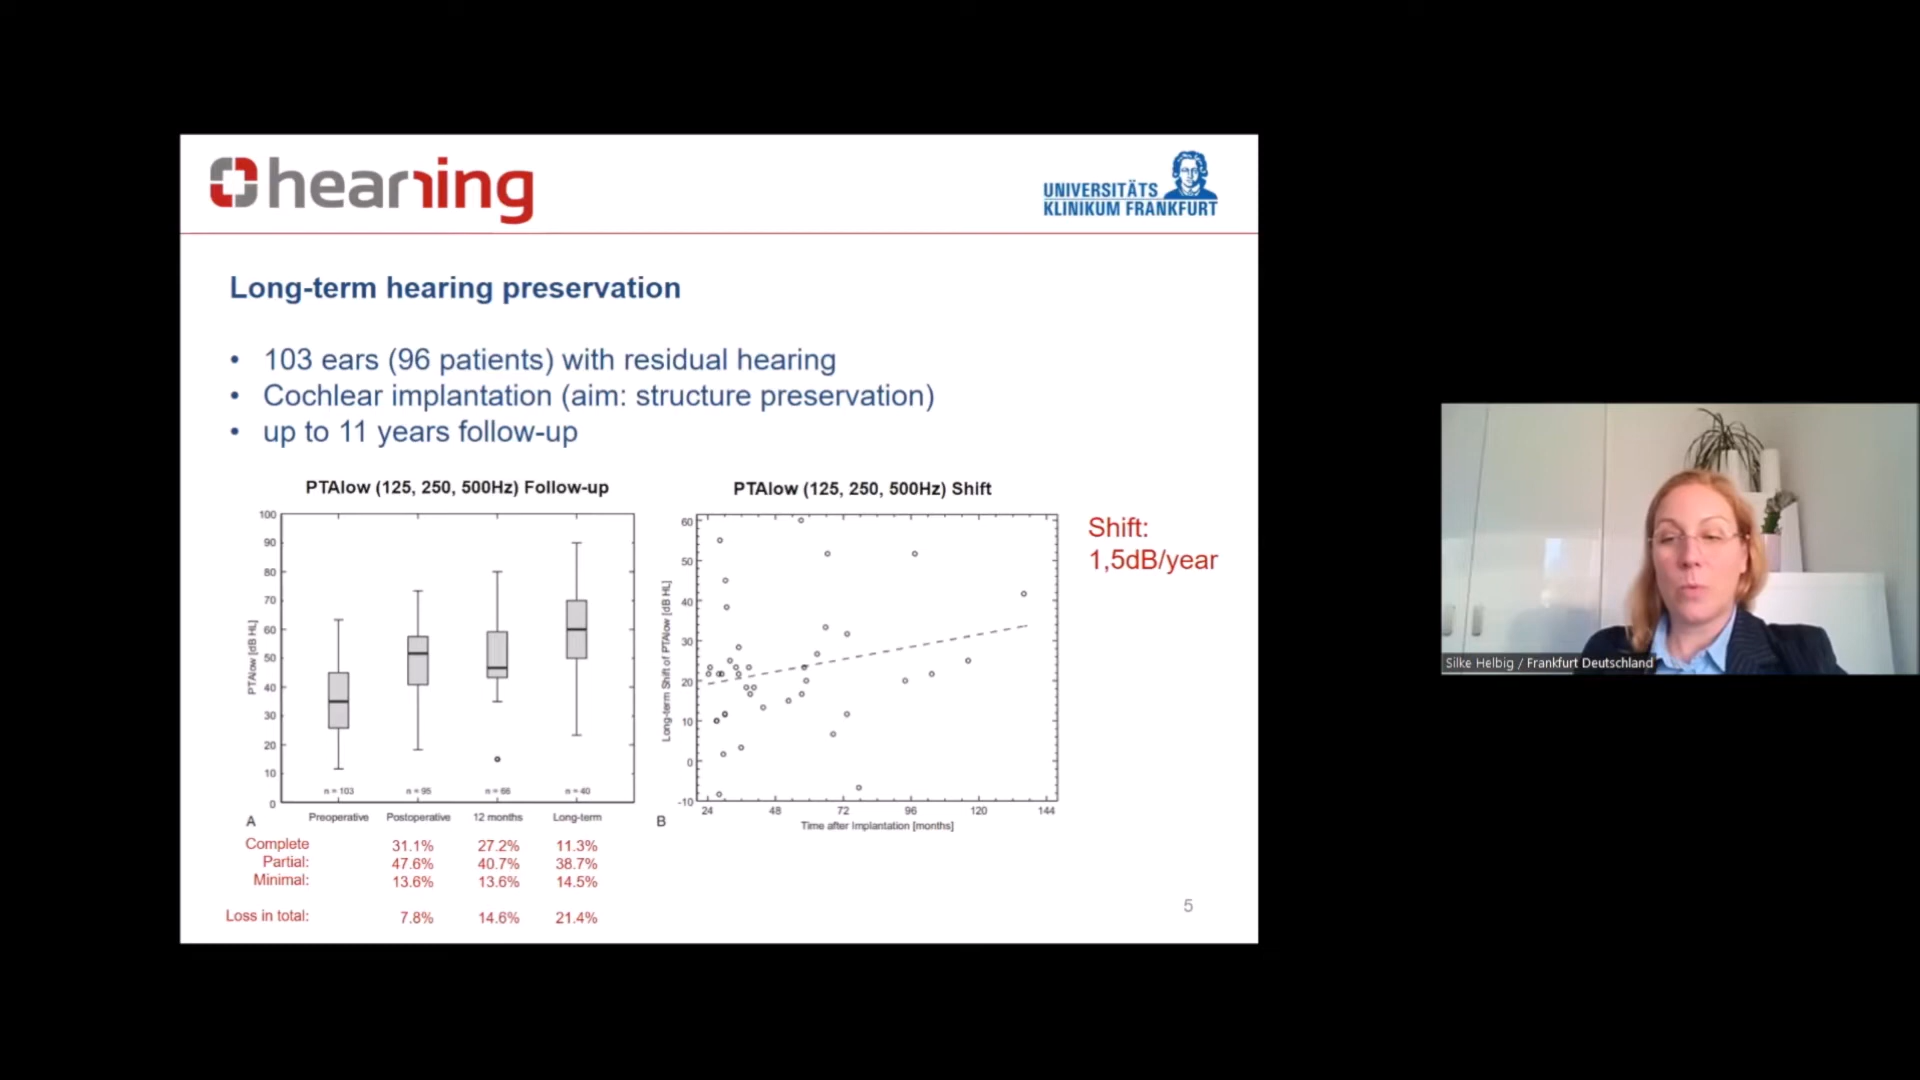 hearring
UNIVERSITÄTS
KLINIKUM FRANKFURT
Long-term hearing preservation
• 103 ears (96 patients) with residual hearing
• Cochlear implantation (aim: structure preservation)
• up to 11 years follow-up
PTAlow (125, 250, 500Hz) Follow-up
PTAlow [dB HL]
100
90
80
70
60
50
40
30
20
10
0
n = 103 n = 95 n = 66 n = 40
Preoperative Postoperative 12 months Long-term
A
PTAlow (125, 250, 500Hz) Shift
Long-term Shift of PTAlow [dB HL]
60
50
40
30
20
10
0
-10
24 48 72 96 120 144
Time after Implantation [months]
B
Shift:
1,5dB/year
Complete 31.1% 27.2% 11.3%
Partial: 47.6% 40.7% 38.7%
Minimal: 13.6% 13.6% 14.5%
Loss in total: 7.8% 14.6% 21.4%
5
Silke Helbig / Frankfurt Deutschland